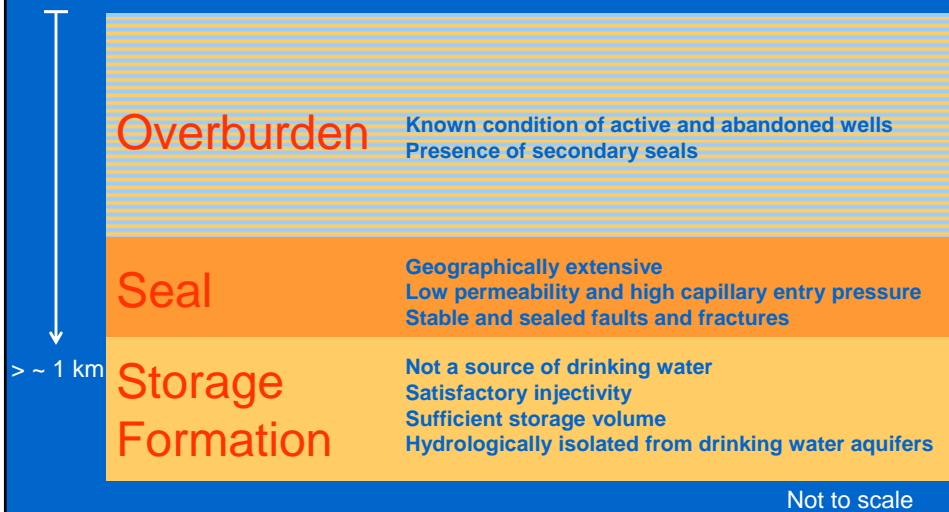 Overburden
Known condition of active and abandoned wells
Presence of secondary seals
Seal
Geographically extensive
Low permeability and high capillary entry pressure
Stable and sealed faults and fractures
> ~ 1 km
Storage
Formation
Not a source of drinking water
Satisfactory injectivity
Sufficient storage volume
Hydrologically isolated from drinking water aquifers
Not to scale